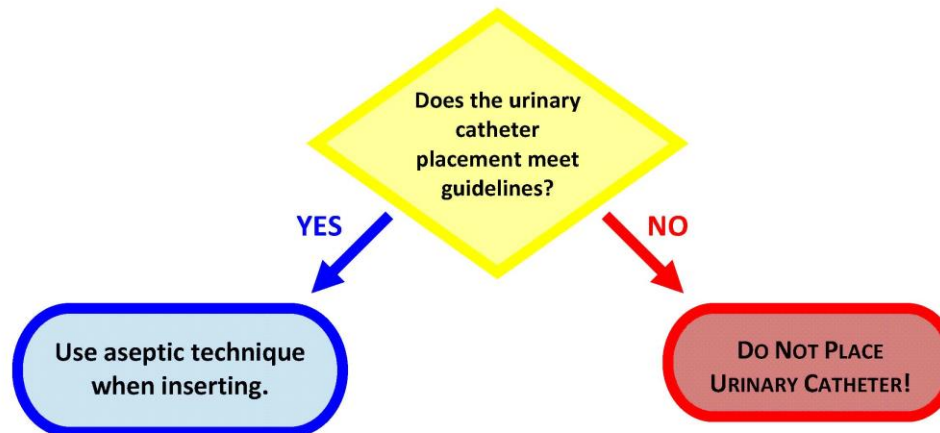 Does the urinary
catheter
placement meet
guidelines?
YES
NO
Use aseptic technique
when inserting.
DO NOT PLACE
URINARY CATHETER!